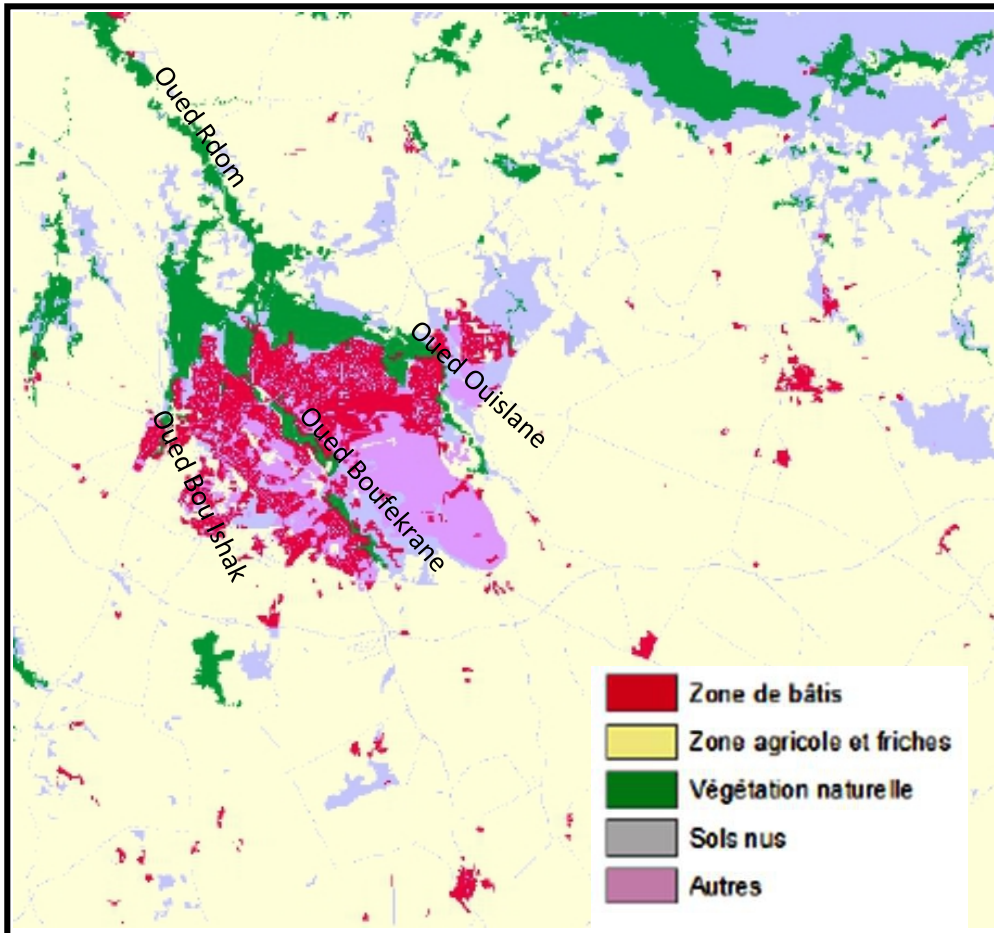 Oued Rdom
Oued Ouislane
Oued Boufekrane
Oued Bou Ishak
Zone de bâtis
Zone agricole et friches
Végétation naturelle
Sols nus
Autres